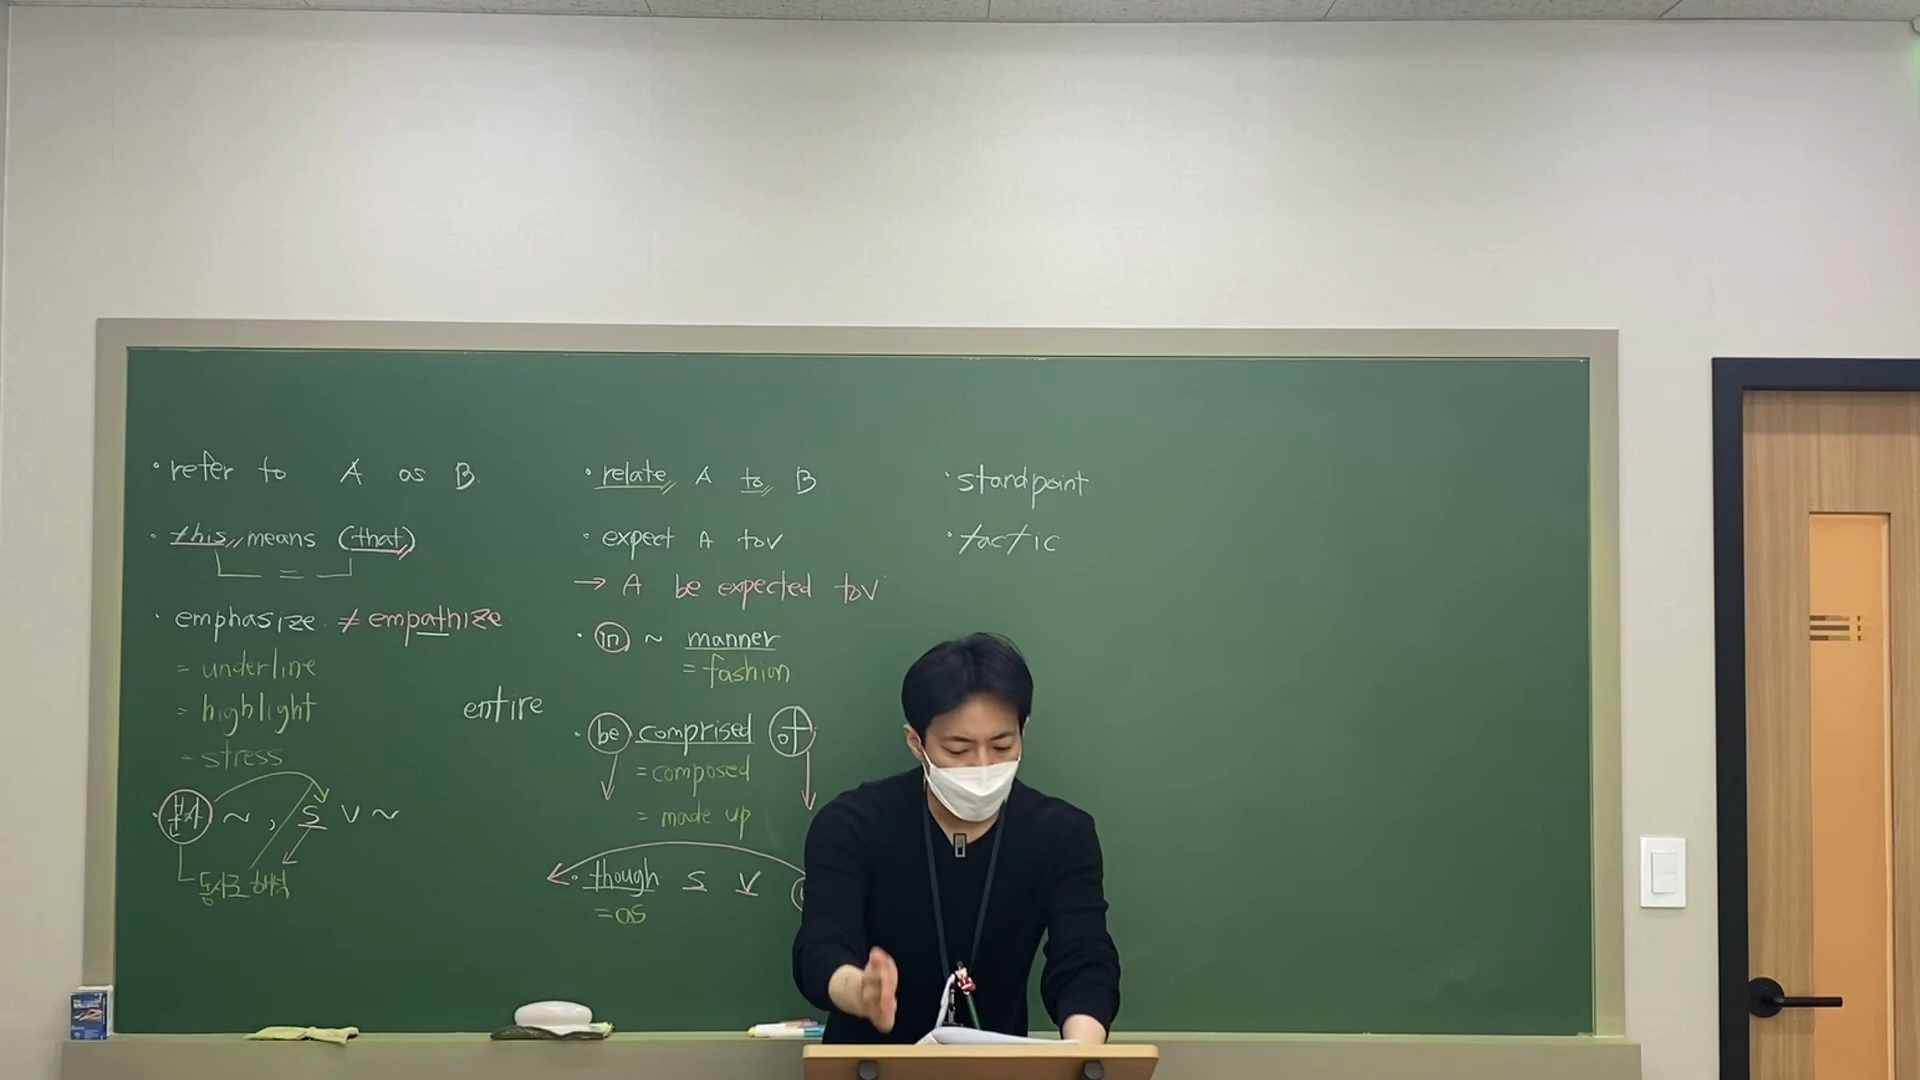 · refer to A as B.
· this means (that)
=
· emphasize ≠ empathize
= underline
= highlight
= stress
· 분사 ~ , S V ~
동시로 해석
entire
· relate A to B
· expect A to V
→ A be expected to V
· in ~ manner
= fashion
· be comprised of
= composed
= made up
· though S V
= as
· standpoint
· tactic